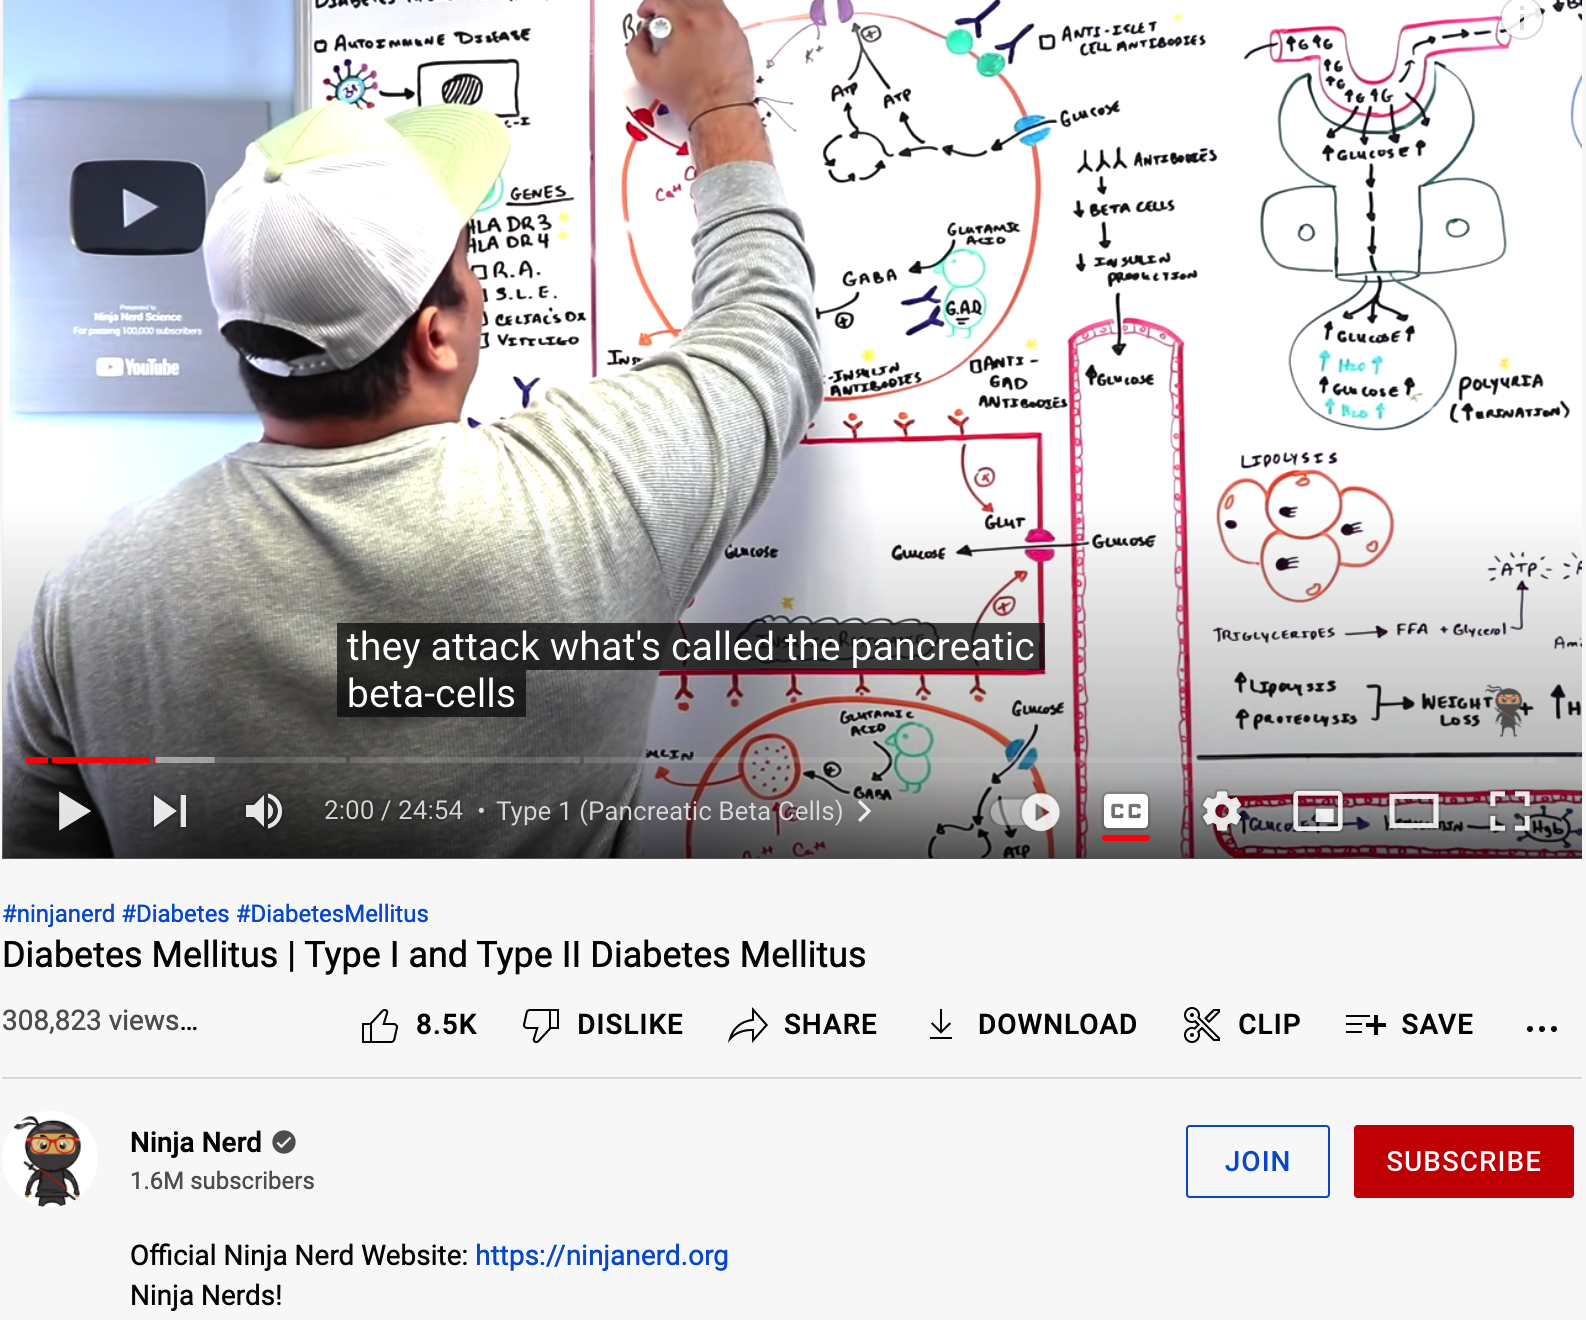 AUTOIMMUNE DISEASE
GENES
HLA DR3
HLA DR4
R.A.
S.L.E.
CELIAC'S DX
VITILIGO
Presented to
Ninja Nerd Science
For passing 100,000 subscribers
YouTube
K+
ATP
ATP
GLUCOSE
ANTI-ISLET
CELL ANTIBODIES
GLUTAMIC
ACID
GABA
GAD
-INSULIN
ANTIBODIES
ANTI-
GAD
ANTIBODIES
ANTIBODIES
↓ BETA CELLS
↓ INSULIN
PRODUCTION
↑GLUCOSE
↑G ↑G
↑G
↑G
↑G ↑G
↑GLUCOSE↑
↑GLUCOSE↑
↑ H2O ↑
↑GLUCOSE↑
↑ H2O ↑
POLYURIA
(↑URINATION)
GLUT
GLUCOSE
GLUCOSE
GLUCOSE
LIPOLYSIS
-ATP-
TRIGLYCERIDES → FFA + Glycerol
↑LIPOLYSIS
↑PROTEOLYSIS
WEIGHT
LOSS
+ ↑H
GLUTAMIC
ACID
GABA
GLUCOSE
ATP
Hgb
they attack what's called the pancreatic
beta-cells
2:00 / 24:54 • Type 1 (Pancreatic Beta Cells)
CC
#ninjanerd #Diabetes #DiabetesMellitus
Diabetes Mellitus | Type I and Type II Diabetes Mellitus
308,823 views...
8.5K DISLIKE SHARE DOWNLOAD CLIP SAVE ...
Ninja Nerd
1.6M subscribers
JOIN SUBSCRIBE
Official Ninja Nerd Website: https://ninjanerd.org
Ninja Nerds!